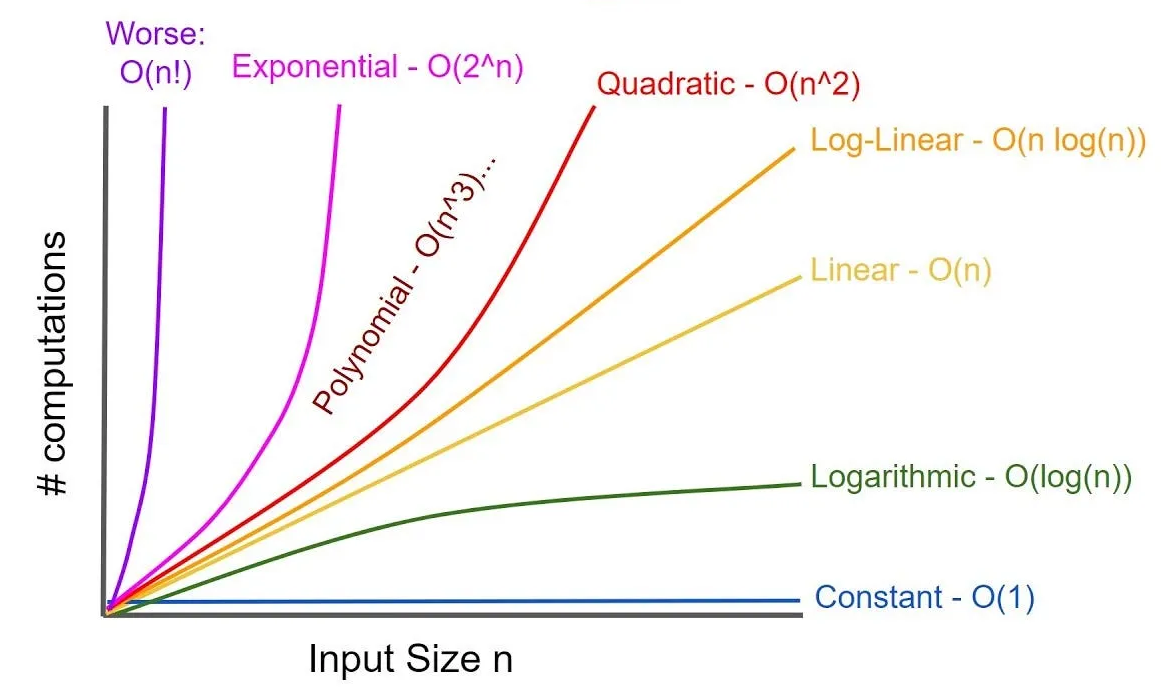 Worse:
O(n!)
Exponential - O(2^n)
Quadratic - O(n^2)
Log-Linear - O(n log(n))
Polynomial - O(n^3)...
Linear - O(n)
# computations
Logarithmic - O(log(n))
Constant - O(1)
Input Size n